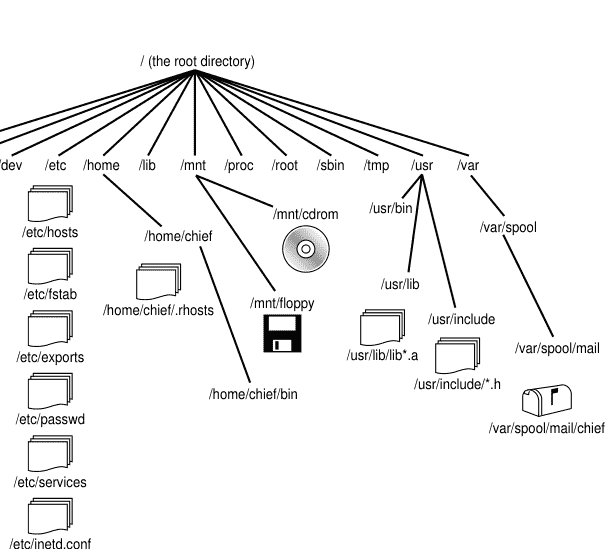 / (the root directory)
/dev /etc /home /lib /mnt /proc /root /sbin /tmp /usr /var
/etc/hosts
/etc/fstab
/etc/exports
/etc/passwd
/etc/services
/etc/inetd.conf
/home/chief
/home/chief/.rhosts
/home/chief/bin
/mnt/cdrom
/mnt/floppy
/usr/bin
/usr/lib
/usr/lib/lib*.a
/usr/include
/usr/include/*.h
/var/spool
/var/spool/mail
/var/spool/mail/chief